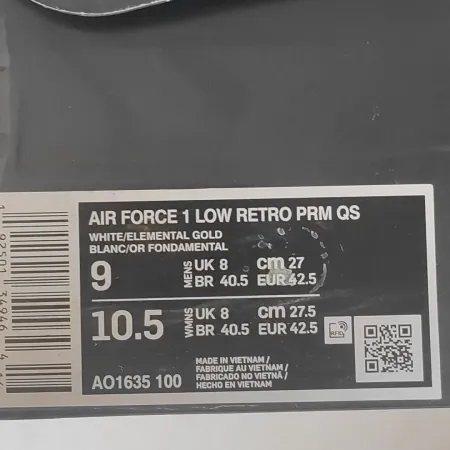 AIR FORCE 1 LOW RETRO PRM QS
WHITE/ELEMENTAL GOLD
BLANC/OR FONDAMENTAL
9 MENS UK 8 cm 27
BR 40.5 EUR 42.5
10.5 WMNS UK 8 cm 27.5
BR 40.5 EUR 42.5
RFID
MADE IN VIETNAM/
FABRIQUE AU VIETNAM/
FABRICADO NO VIETNÃ/
HECHO EN VIETNAM
AO1635 100